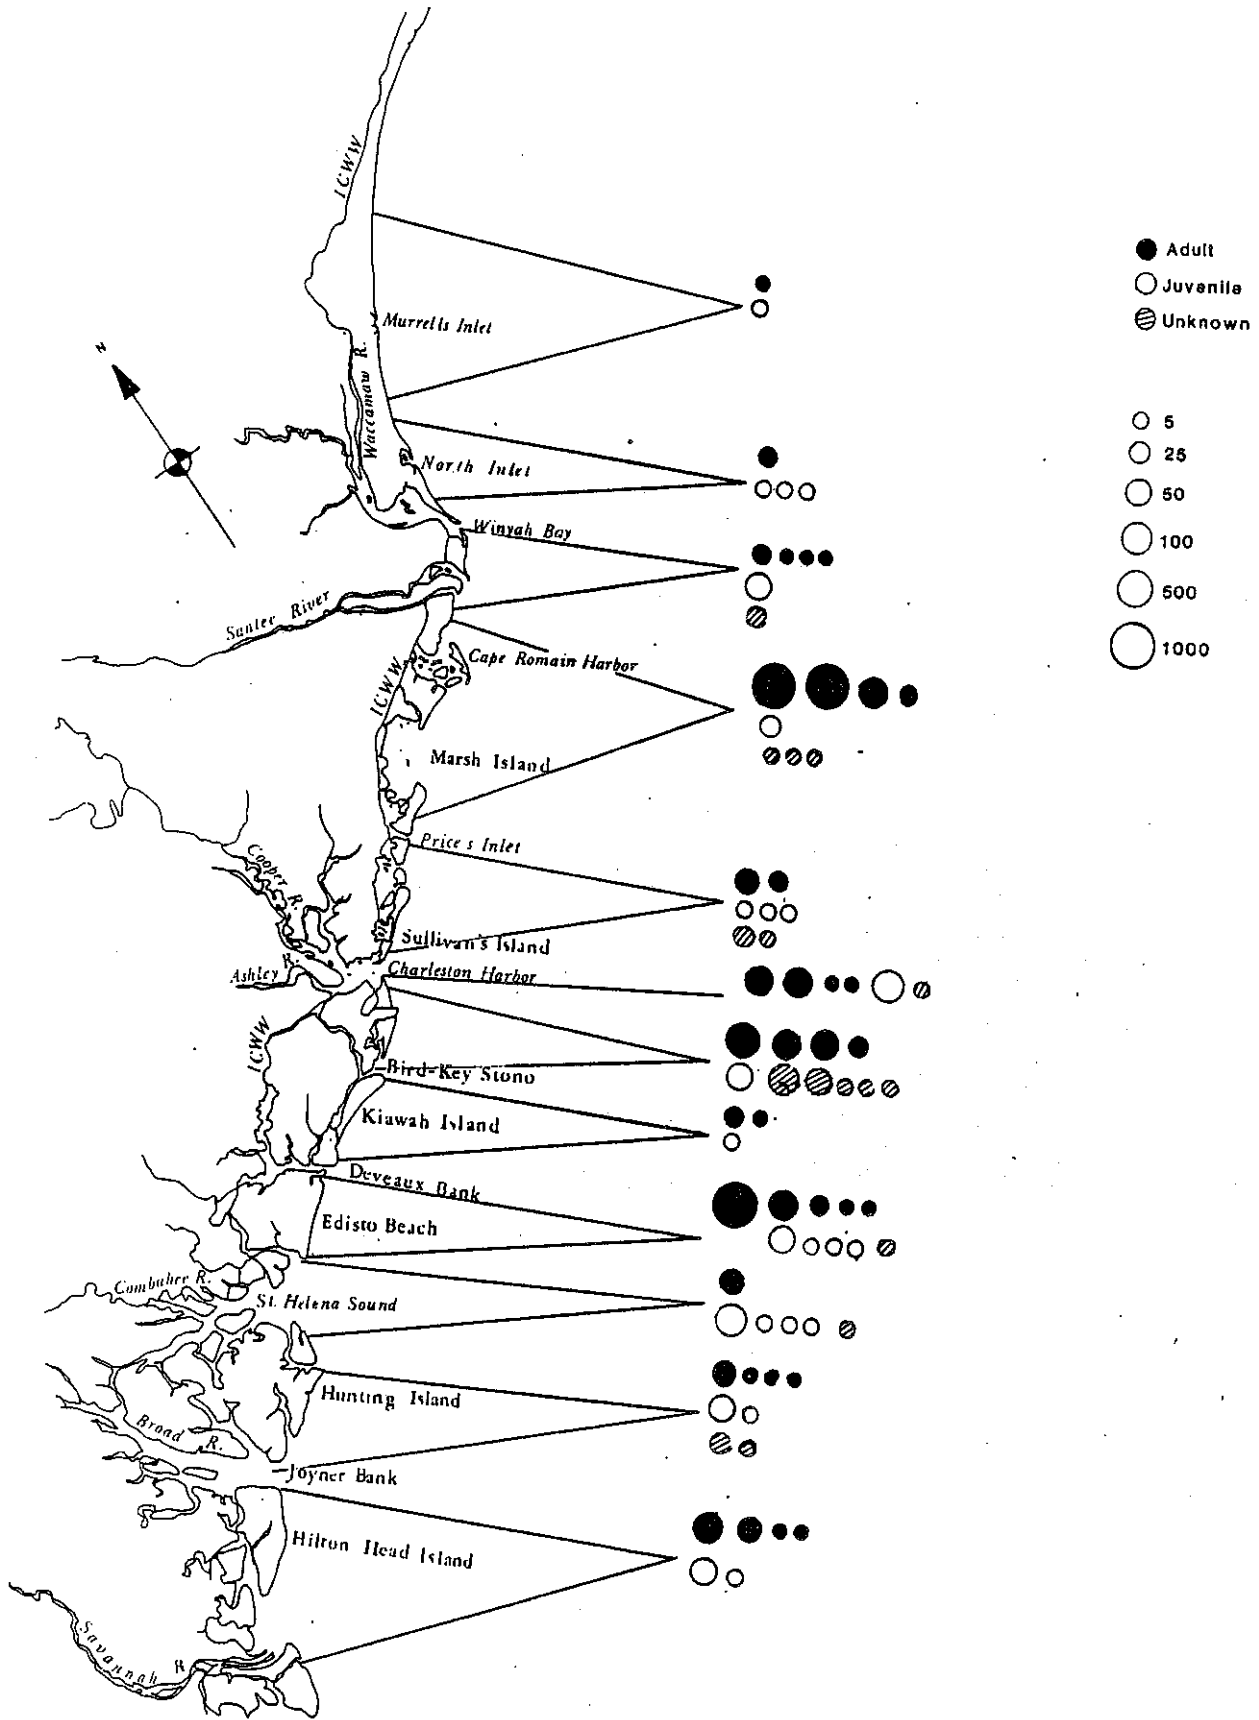 ICWW
Adult
Juvenile
Unknown
Murrells Inlet
N
Waccamaw R.
5
North Inlet
25
50
Winyah Bay
100
500
Santee River
1000
Cape Romain Harbor
ICWW
Marsh Island
Price s Inlet
Cooper R.
Sullivan's Island
Ashley R.
Charleston Harbor
ICWW
Bird-Key Stono
Kiawah Island
Deveaux Bank
Edisto Beach
Combahee R.
St. Helena Sound
Hunting Island
Broad R.
Joyner Bank
Hilton Head Island
Savannah R